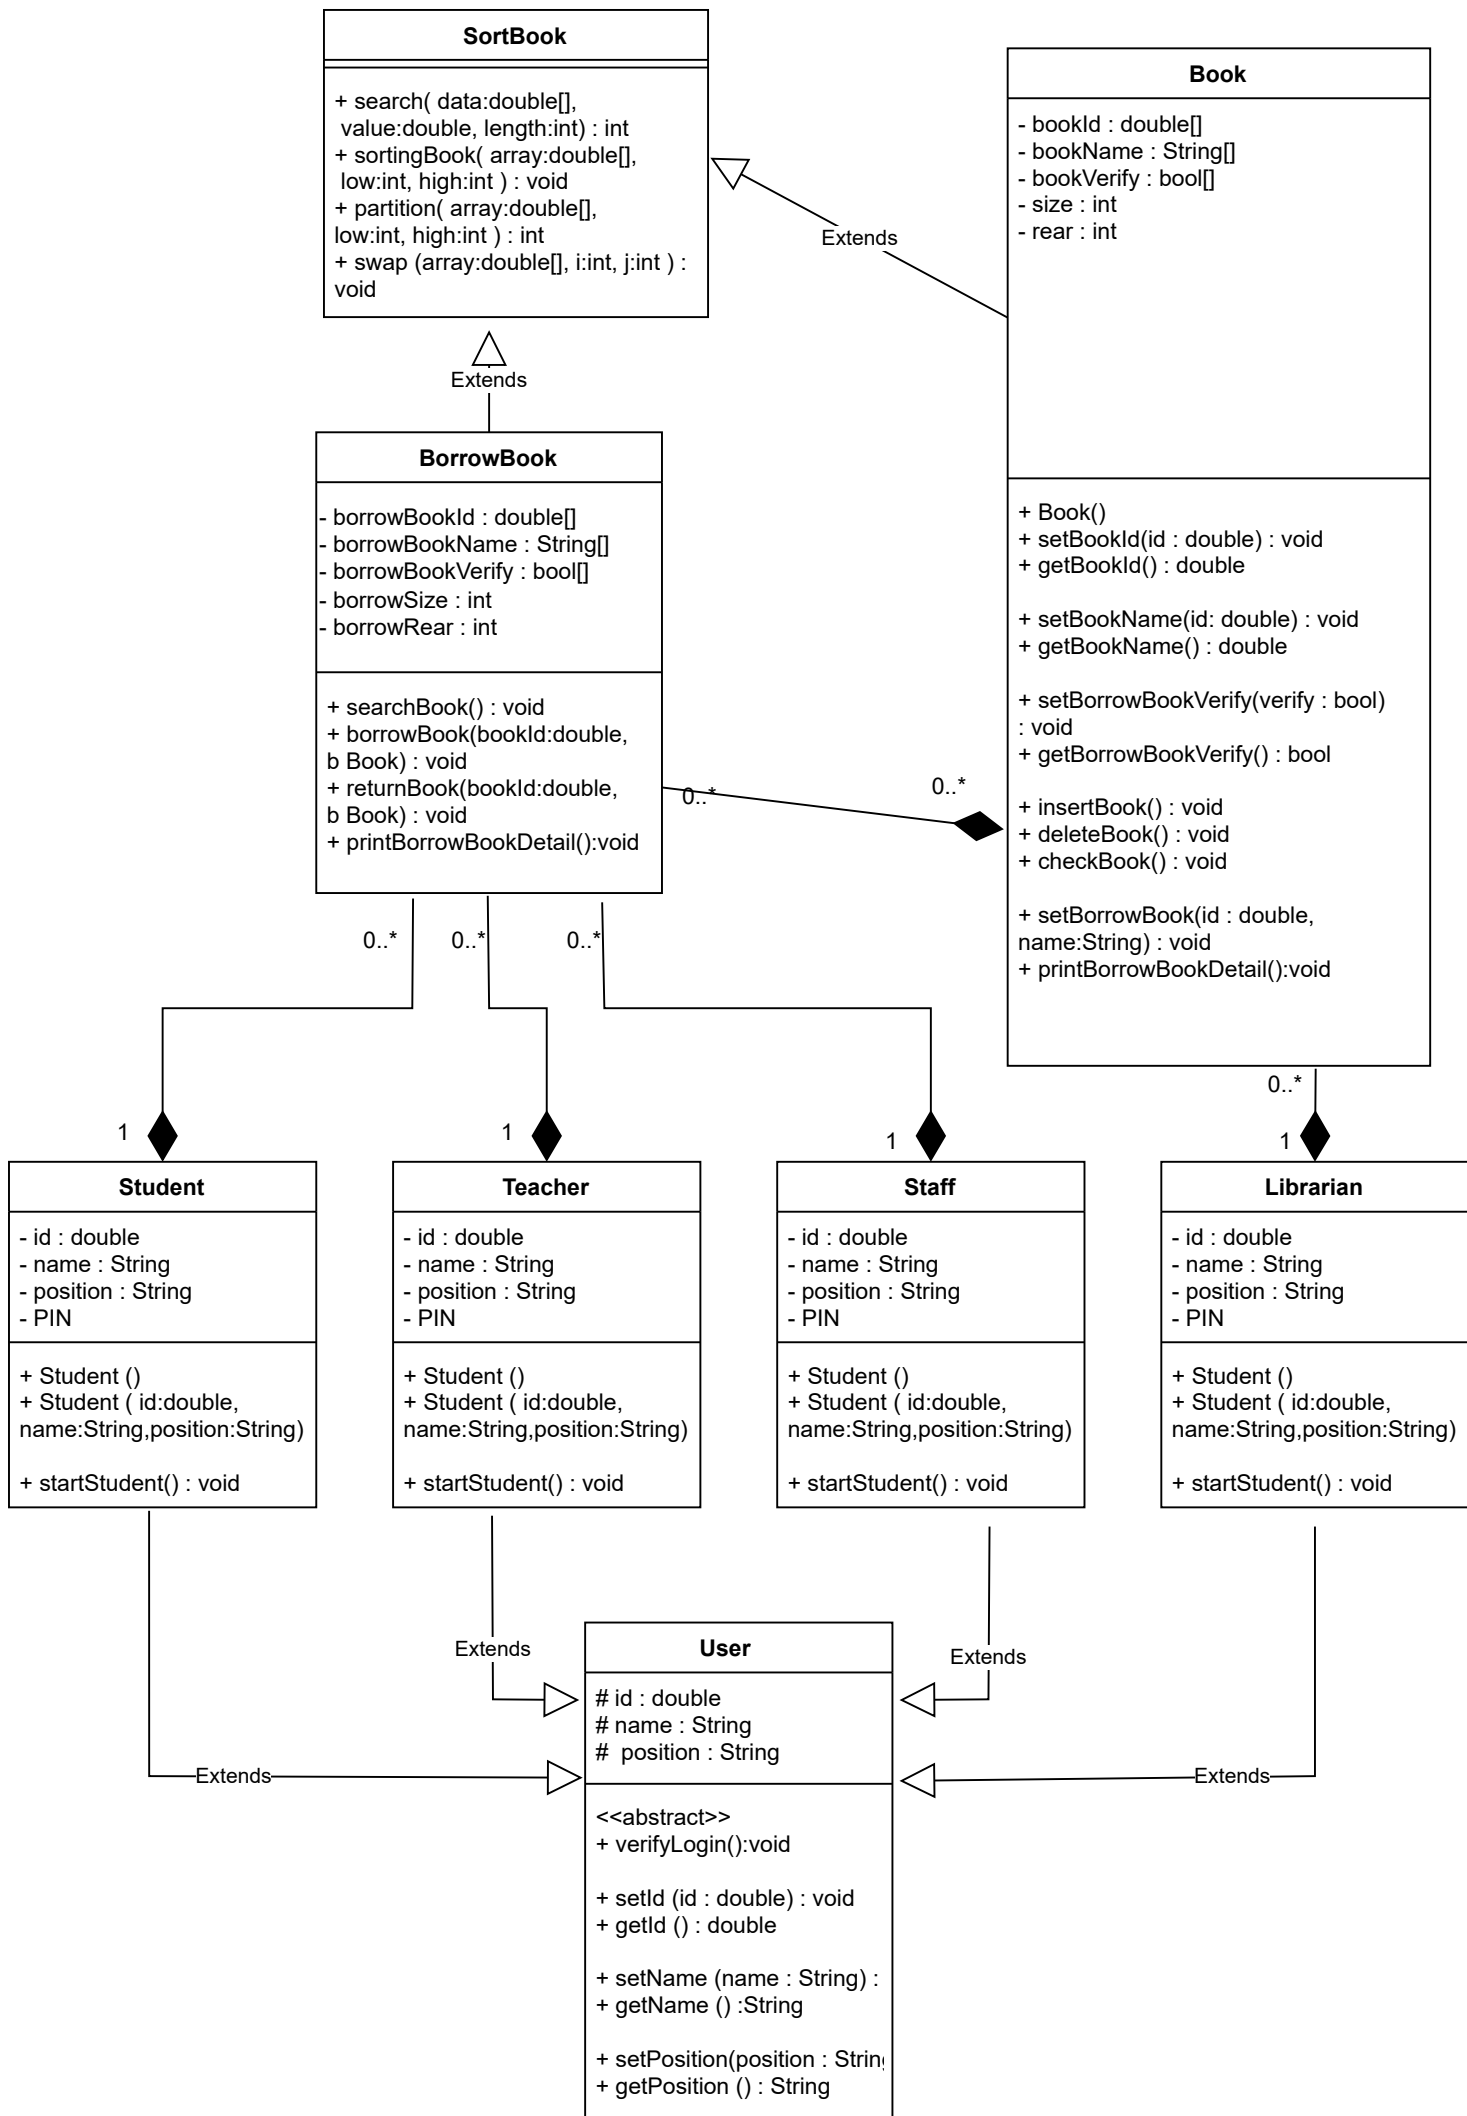 SortBook
+ search( data:double[],
value:double, length:int) : int
+ sortingBook( array:double[],
low:int, high:int ) : void
+ partition( array:double[],
low:int, high:int ) : int
+ swap (array:double[], i:int, j:int ) :
void
Book
- bookId : double[]
- bookName : String[]
- bookVerify : bool[]
- size : int
- rear : int
+ Book()
+ setBookId(id : double) : void
+ getBookId() : double
+ setBookName(id: double) : void
+ getBookName() : double
+ setBorrowBookVerify(verify : bool)
: void
+ getBorrowBookVerify() : bool
+ insertBook() : void
+ deleteBook() : void
+ checkBook() : void
+ setBorrowBook(id : double,
name:String) : void
+ printBorrowBookDetail():void
Extends
Extends
BorrowBook
- borrowBookId : double[]
- borrowBookName : String[]
- borrowBookVerify : bool[]
- borrowSize : int
- borrowRear : int
+ searchBook() : void
+ borrowBook(bookId:double,
b Book) : void
+ returnBook(bookId:double,
b Book) : void
+ printBorrowBookDetail():void
0..*
0..*
0..*
0..*
0..*
0..*
1
1
1
1
Student
- id : double
- name : String
- position : String
- PIN
+ Student ()
+ Student ( id:double,
name:String,position:String)
+ startStudent() : void
Teacher
- id : double
- name : String
- position : String
- PIN
+ Student ()
+ Student ( id:double,
name:String,position:String)
+ startStudent() : void
Staff
- id : double
- name : String
- position : String
- PIN
+ Student ()
+ Student ( id:double,
name:String,position:String)
+ startStudent() : void
Librarian
- id : double
- name : String
- position : String
- PIN
+ Student ()
+ Student ( id:double,
name:String,position:String)
+ startStudent() : void
Extends
Extends
Extends
Extends
User
# id : double
# name : String
# position : String
<<abstract>>
+ verifyLogin():void
+ setId (id : double) : void
+ getId () : double
+ setName (name : String) :
+ getName () :String
+ setPosition(position : String
+ getPosition () : String